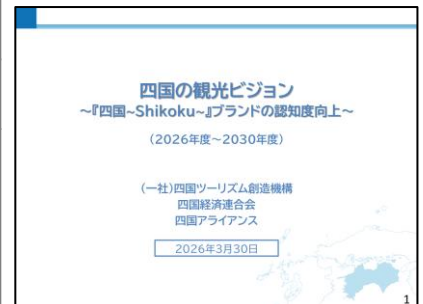 四国の観光ビジョン
～『四国~Shikoku~』ブランドの認知度向上～
（2026年度～2030年度）
（一社）四国ツーリズム創造機構
四国経済連合会
四国アライアンス
2026年3月30日
1